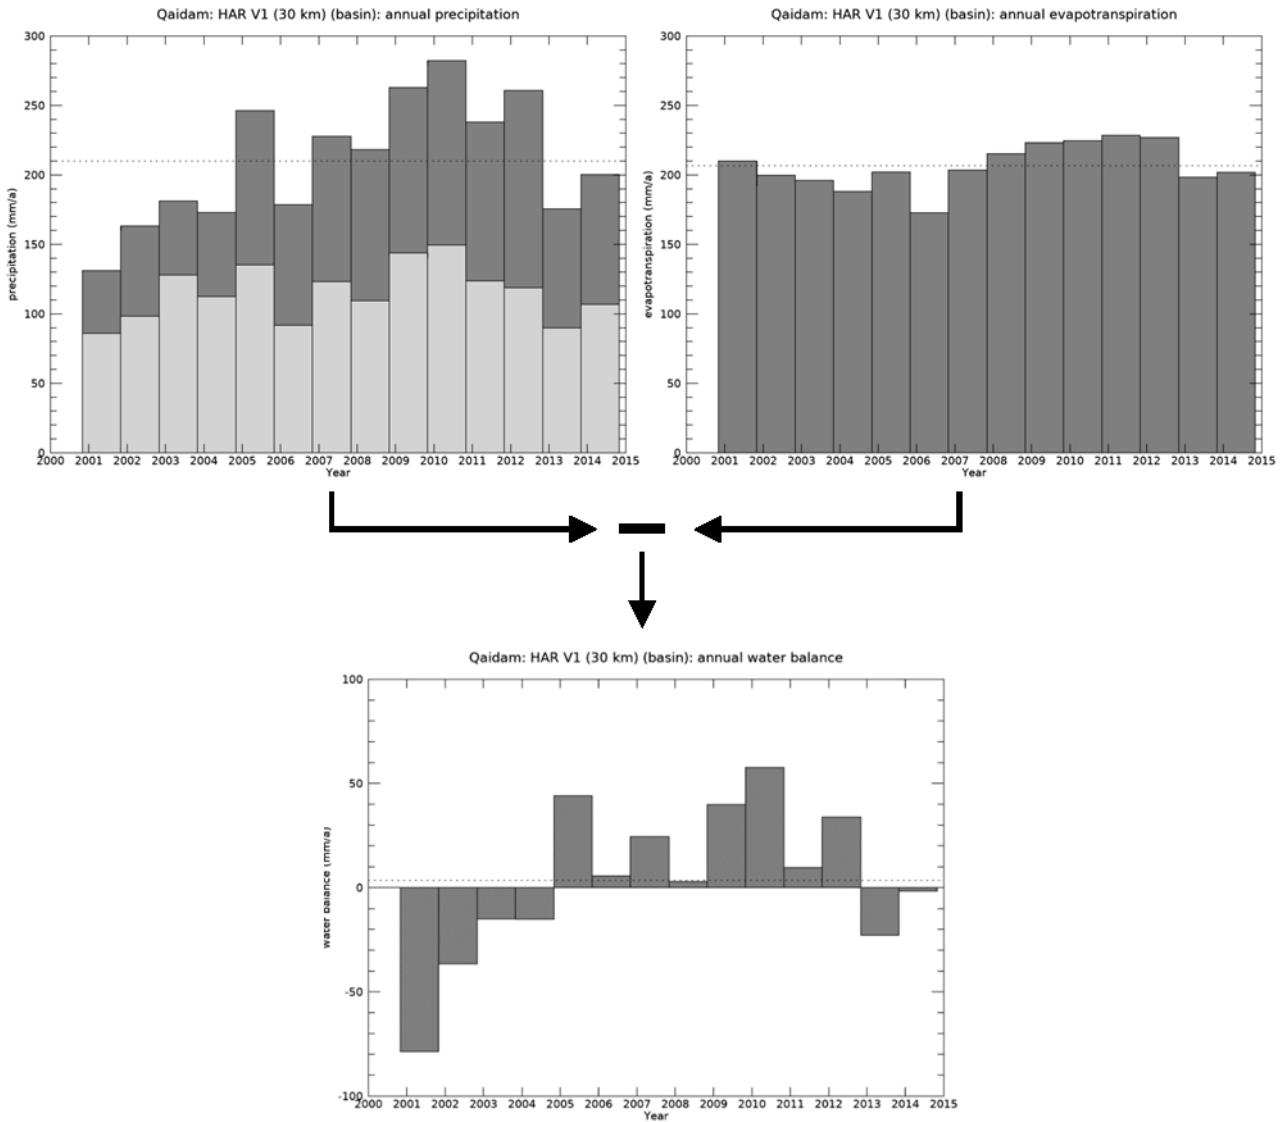 Qaidam: HAR V1 (30 km) (basin): annual precipitation
300
250
200
150
100
50
0
precipitation (mm/a)
2000 2001 2002 2003 2004 2005 2006 2007 2008 2009 2010 2011 2012 2013 2014 2015
Year
Qaidam: HAR V1 (30 km) (basin): annual evapotranspiration
300
250
200
150
100
50
0
evapotranspiration (mm/a)
2000 2001 2002 2003 2004 2005 2006 2007 2008 2009 2010 2011 2012 2013 2014 2015
Year
Qaidam: HAR V1 (30 km) (basin): annual water balance
100
50
0
-50
-100
water balance (mm/a)
2000 2001 2002 2003 2004 2005 2006 2007 2008 2009 2010 2011 2012 2013 2014 2015
Year